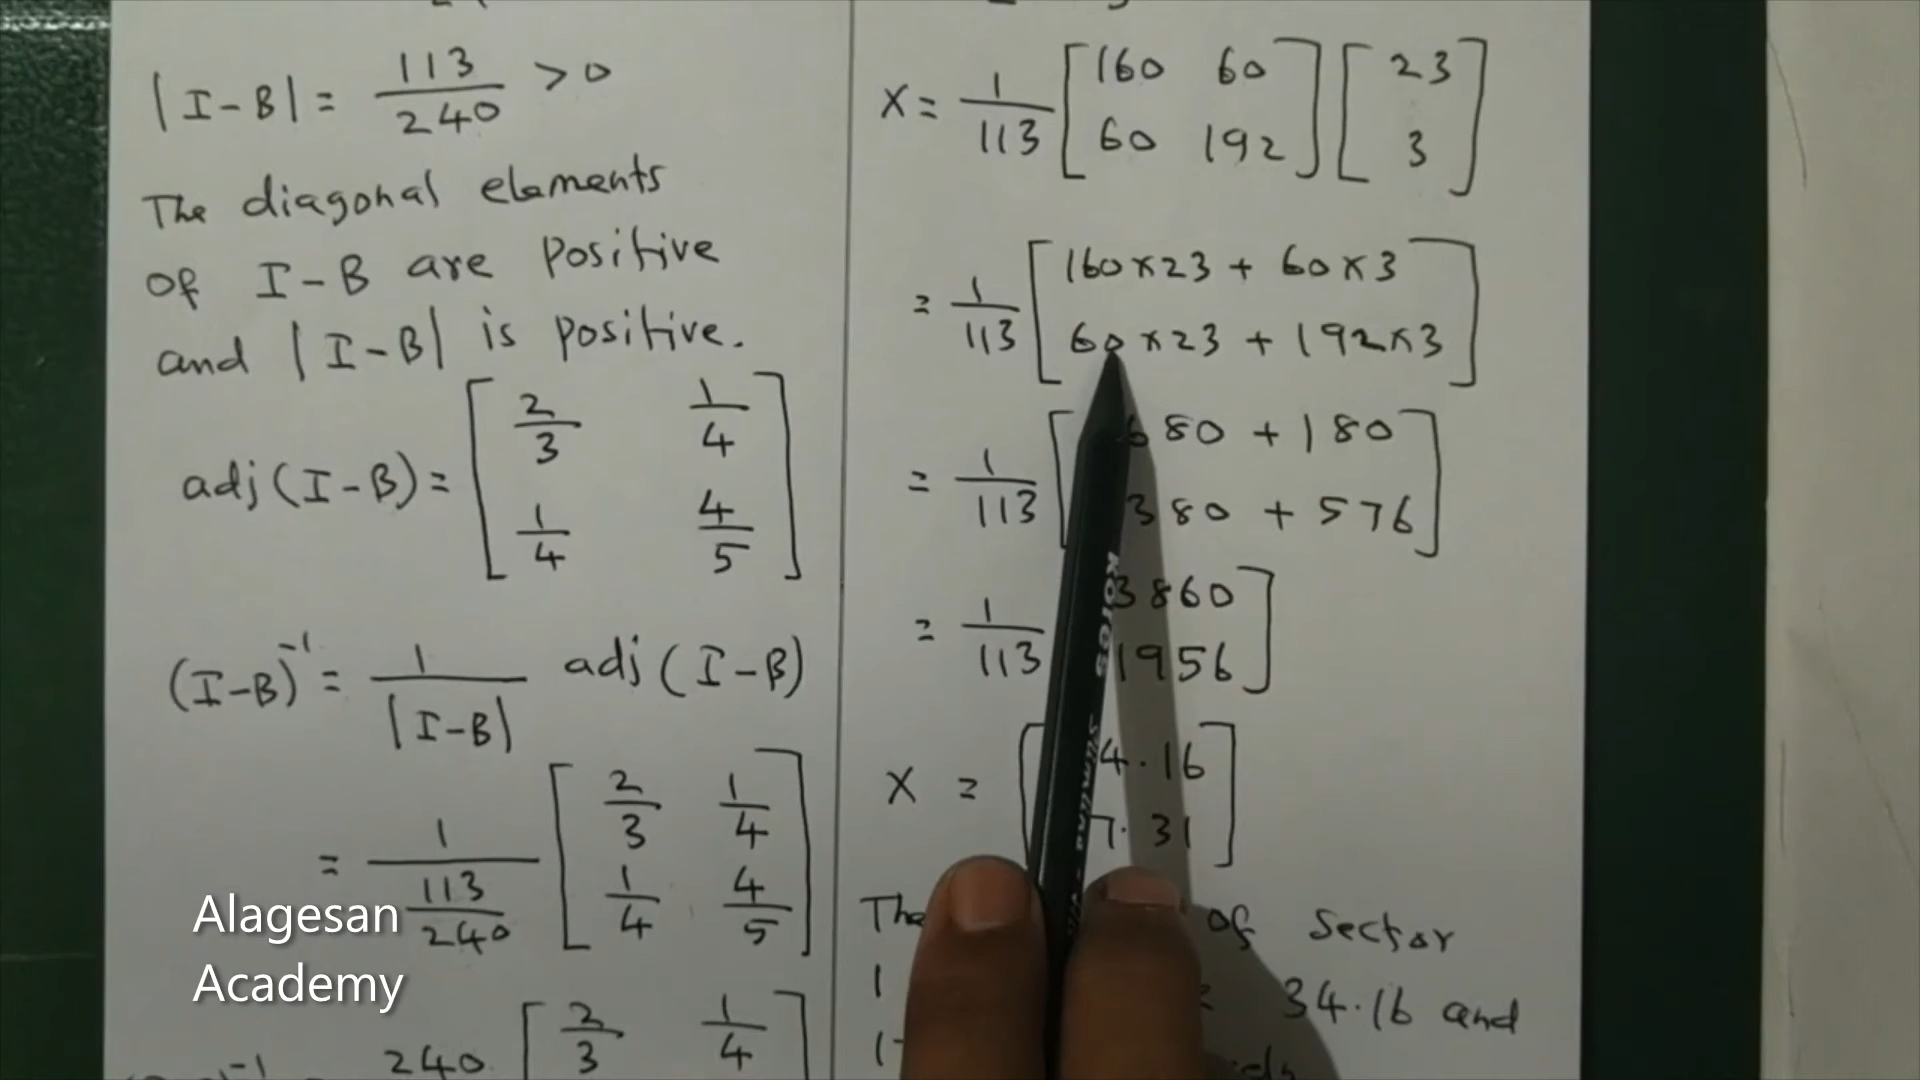 |I-B| = 113/240 > 0
The diagonal elements
of I-B are positive
and |I-B| is positive.
adj(I-B) = [2/3 1/4
1/4 4/5]
(I-B)⁻¹ = 1/|I-B| adj(I-B)
= 1/(113/240) [2/3 1/4
1/4 4/5]
240 [2/3 1/4
X = 1/113 [160 60
60 192] [23
3]
= 1/113 [160×23 + 60×3
60×23 + 192×3]
= 1/113 [680 + 180
380 + 576]
= 1/113 [3860
1956]
X = [4.16
7.31]
of Sector
1 34.16 and
Alagesan
Academy